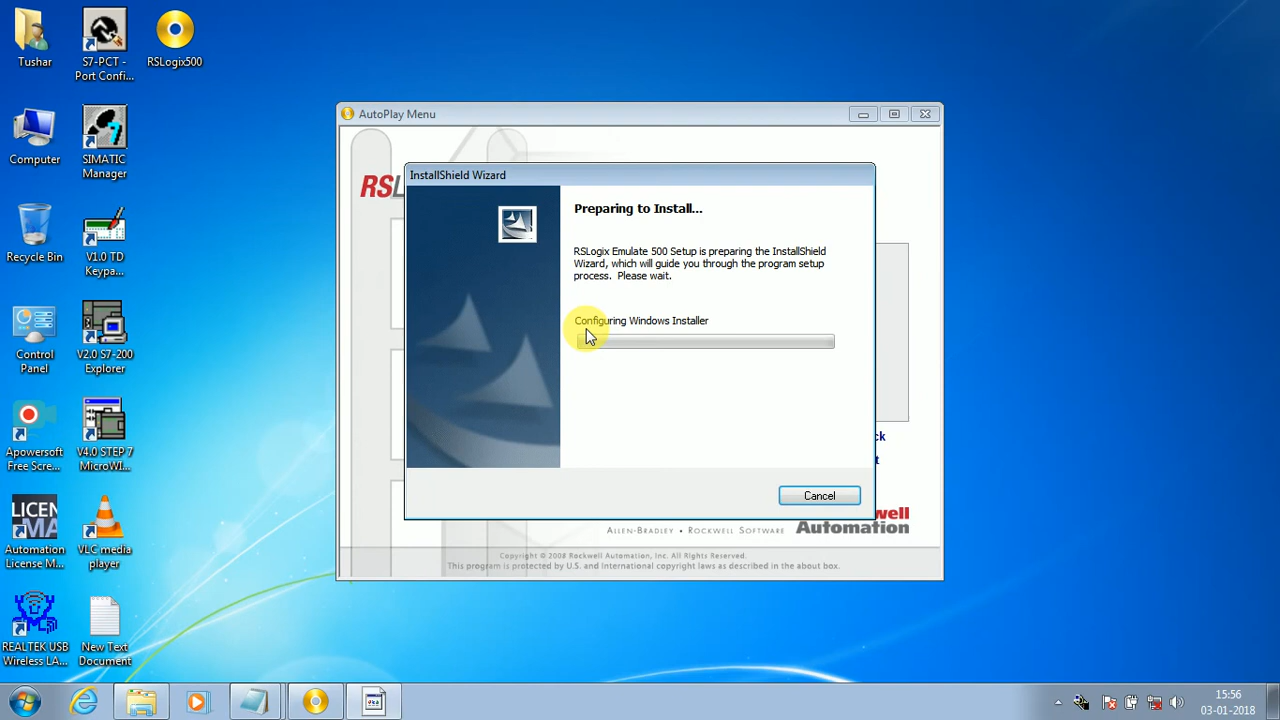 Tushar
S7-PCT -
Port Confi...
RSLogix500
Computer
SIMATIC
Manager
Recycle Bin
V1.0 TD
Keypa...
Control
Panel
V2.0 S7-200
Explorer
Apowersoft
Free Scre...
V4.0 STEP 7
MicroWI...
LICEN
MA
Automation
License M...
VLC media
player
REALTEK USB
Wireless LA...
New Text
Document
AutoPlay Menu
RS
InstallShield Wizard
Preparing to Install...
RSLogix Emulate 500 Setup is preparing the InstallShield
Wizard, which will guide you through the program setup
process. Please wait.
Configuring Windows Installer
Cancel
ck
t
ALLEN-BRADLEY • ROCKWELL SOFTWARE
well
Automation
Copyright © 2008 Rockwell Automation, Inc. All Rights Reserved.
This program is protected by U.S. and International copyright laws as described in the about box.
15:56
03-01-2018